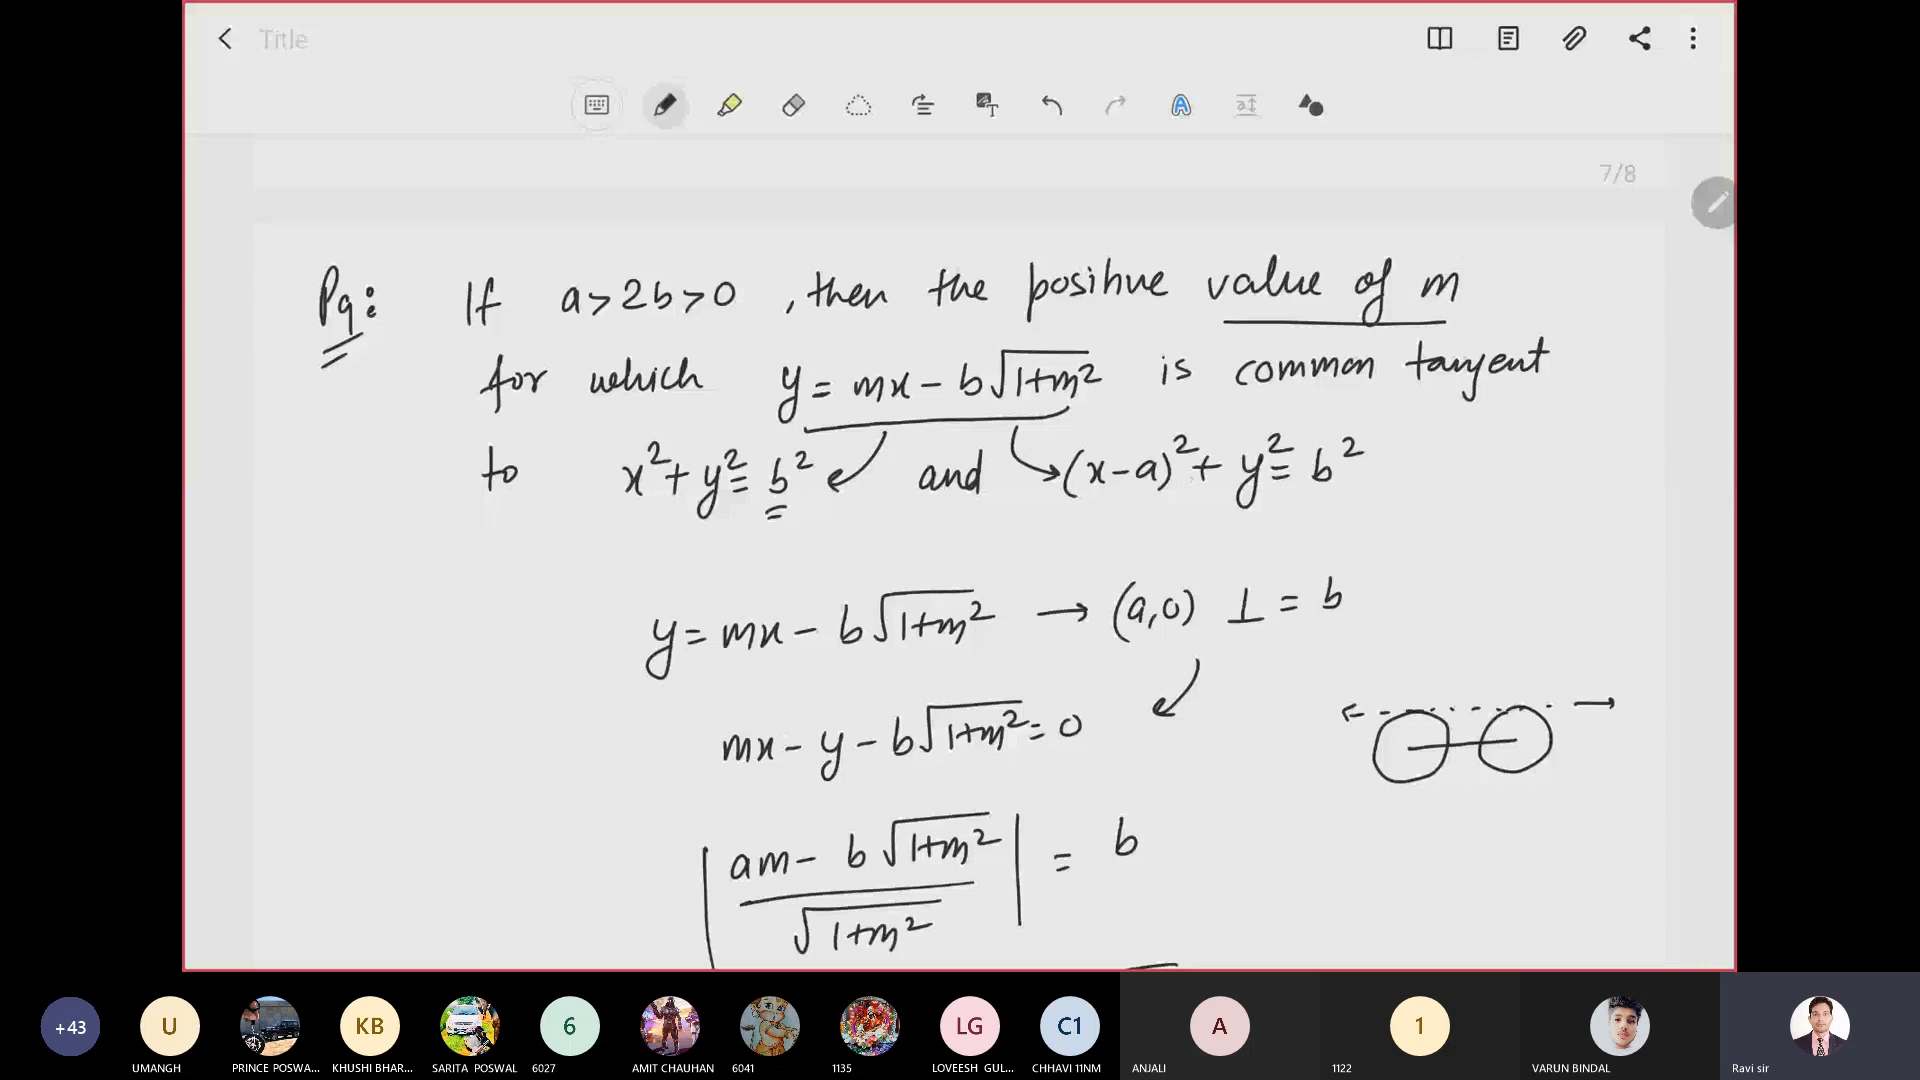 Title
7/8
Pq: If a>2b>0 , then the positive value of m
for which y = mx - b√1+m² is common tangent
to x²+y²= b² and (x-a)²+ y²= b²
y= mx - b√1+m² → (a,0) ⊥ = b
mx - y - b√1+m² = 0
| am - b√1+m² / √1+m² | = b
+43
U
KB
6
LG
C1
A
1
UMANGH
PRINCE POSWA...
KHUSHI BHAR...
SARITA POSWAL
6027
AMIT CHAUHAN
6041
1135
LOVEESH GUL...
CHHAVI 11NM
ANJALI
1122
VARUN BINDAL
Ravi sir